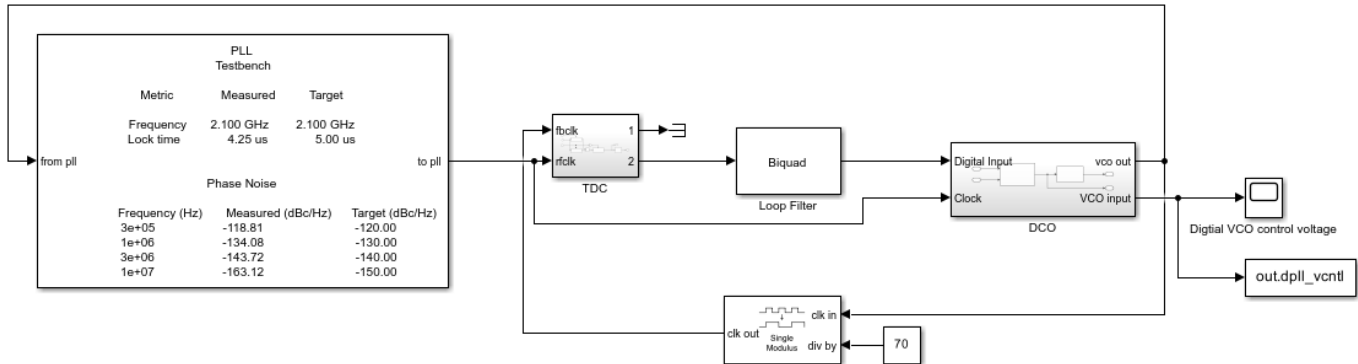 PLL
Testbench
Metric Measured Target
Frequency 2.100 GHz 2.100 GHz
Lock time 4.25 us 5.00 us
from pll to pll
Phase Noise
Frequency (Hz) Measured (dBc/Hz) Target (dBc/Hz)
3e+05 -118.81 -120.00
1e+06 -134.08 -130.00
3e+06 -143.72 -140.00
1e+07 -163.12 -150.00
fbclk 1
rfclk 2
TDC
Biquad
Loop Filter
Digital Input vco out
Clock VCO input
DCO
Digtial VCO control voltage
out.dpll_vcntl
clk in
clk out
Single
Modulus
div by
70